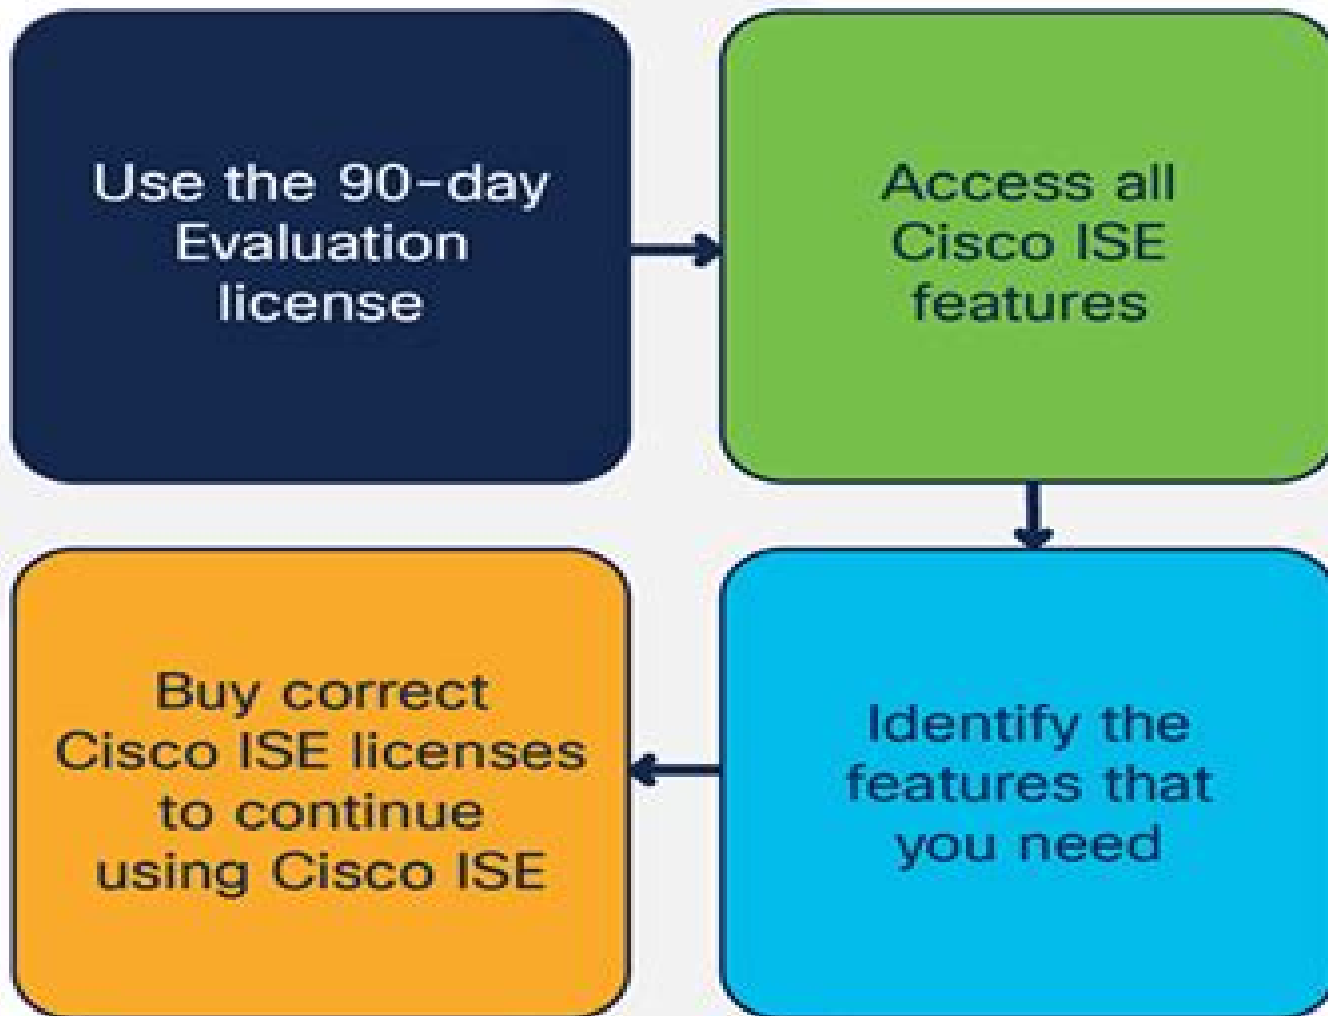 Use the 90-day
Evaluation
license
Access all
Cisco ISE
features
Identify the
features that
you need
Buy correct
Cisco ISE licenses
to continue
using Cisco ISE